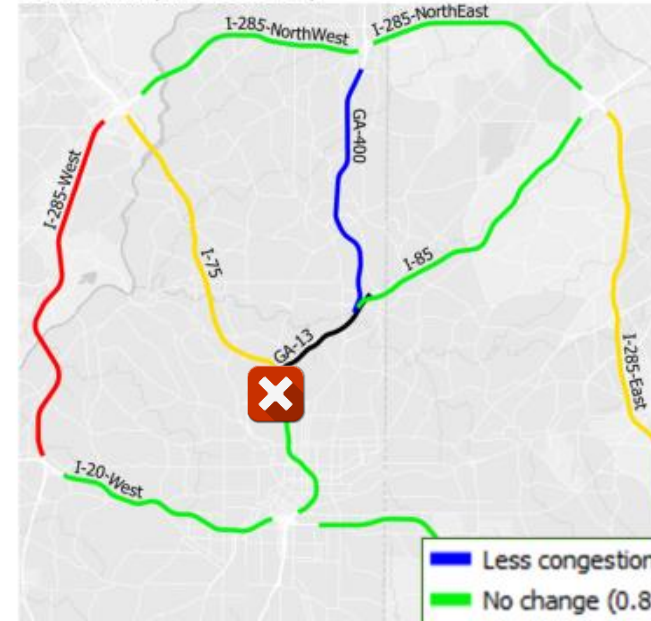 I-285-NorthWest
I-285-NorthEast
GA-400
I-285-West
I-75
I-85
GA-13
I-285-East
I-20-West
Less congestion
No change (0.8